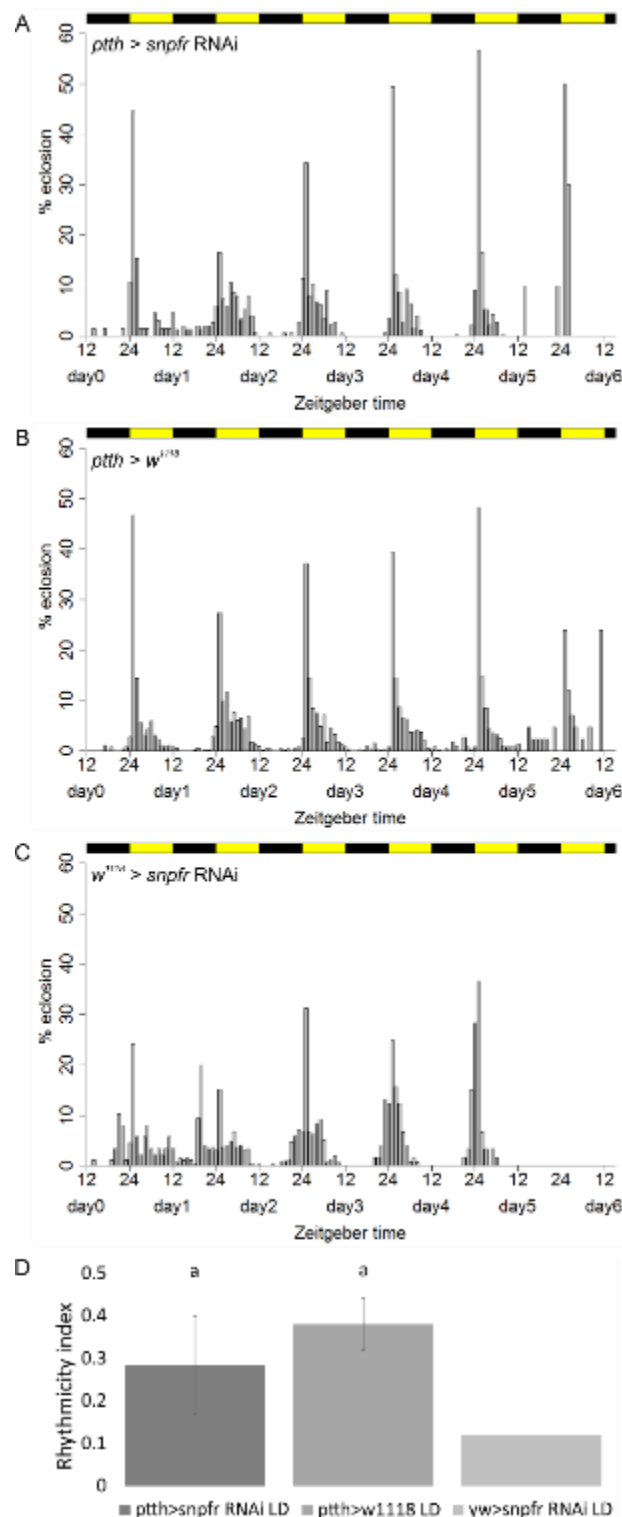 A
ptth > snpfr RNAi
% eclosion
60
50
40
30
20
10
0
12 24 12 24 12 24 12 24 12 24 12 24 12
day0 day1 day2 day3 day4 day5 day6
Zeitgeber time
B
ptth > w¹¹¹⁸
% eclosion
60
50
40
30
20
10
0
12 24 12 24 12 24 12 24 12 24 12 24 12
day0 day1 day2 day3 day4 day5 day6
Zeitgeber time
C
w¹¹¹⁸ > snpfr RNAi
% eclosion
60
50
40
30
20
10
0
12 24 12 24 12 24 12 24 12 24 12 24 12
day0 day1 day2 day3 day4 day5 day6
Zeitgeber time
D
Rhythmicity index
0.5
0.4
0.3
0.2
0.1
0
a a
ptth>snpfr RNAi LD ptth>w1118 LD yw>snpfr RNAi LD